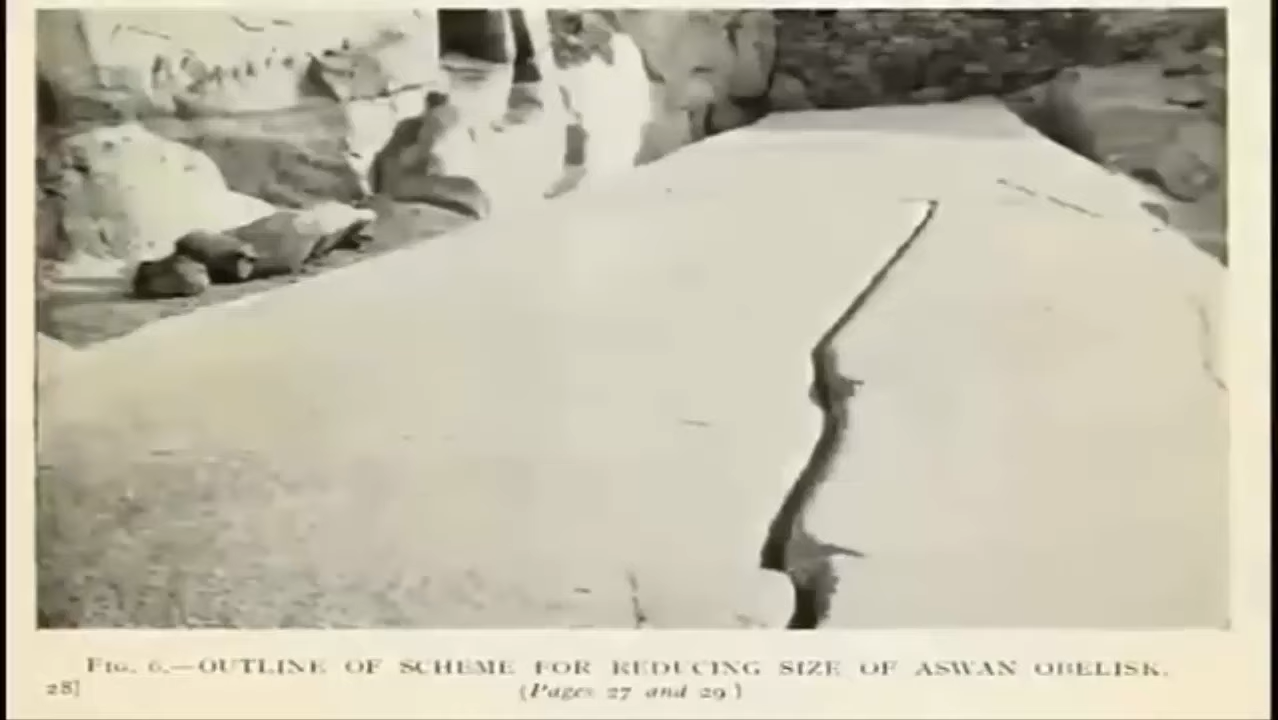 FIG. 6.—OUTLINE OF SCHEME FOR REDUCING SIZE OF ASWAN OBELISK.
28]
(Pages 27 and 29)